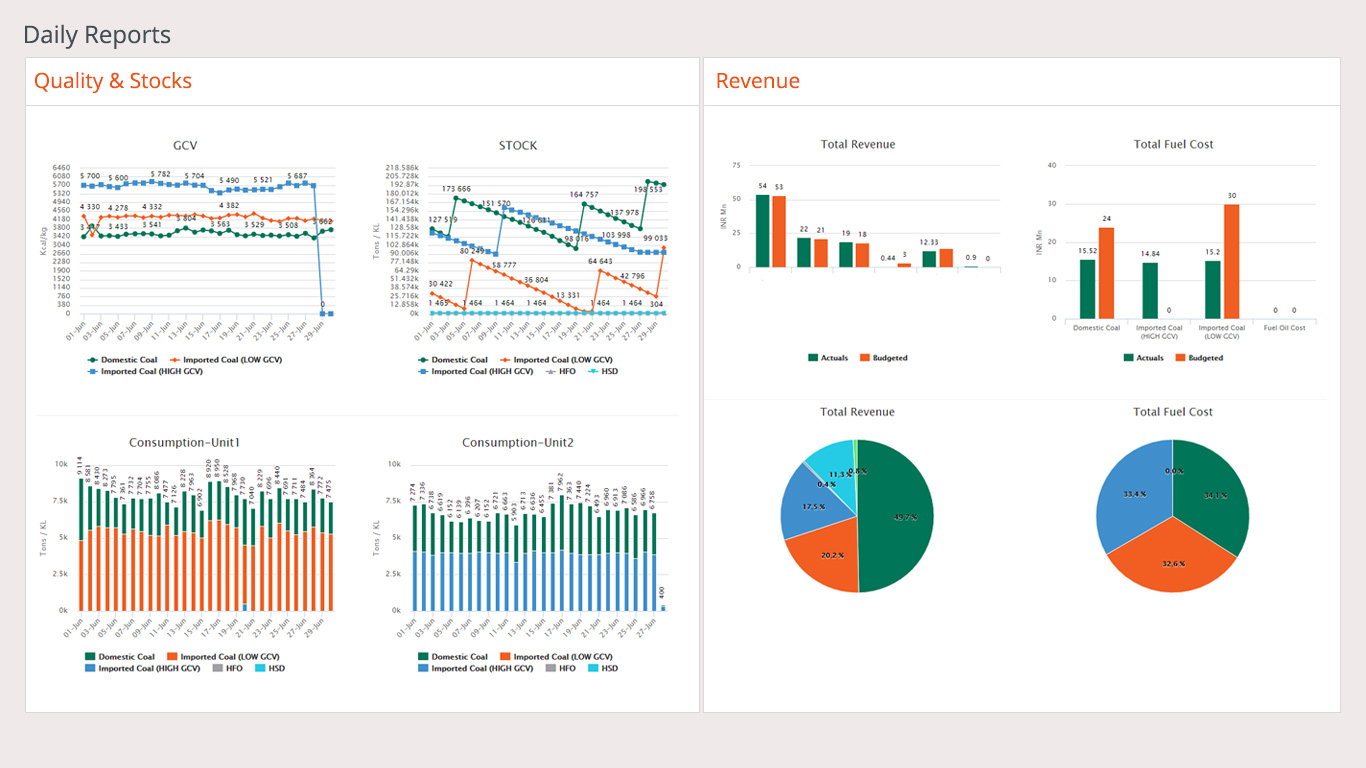 Daily Reports
Quality & Stocks
GCV
6460
6080
5700
5320
4940
4560
4180
3800
3420
3040
2660
2280
1900
1520
1140
760
380
0
Kcal/kg
5 700
5 600
5 782
5 704
5 490
5 521
5 687
4 330
4 278
4 332
4 382
3 433
3 541
3 804
3 563
3 529
3 508
3 662
0
01-Jun
03-Jun
05-Jun
07-Jun
09-Jun
11-Jun
13-Jun
15-Jun
17-Jun
19-Jun
21-Jun
23-Jun
25-Jun
27-Jun
29-Jun
Domestic Coal
Imported Coal (LOW GCV)
Imported Coal (HIGH GCV)
STOCK
218.586k
205.728k
192.87k
180.012k
167.154k
154.296k
141.438k
128.58k
115.722k
102.864k
90.006k
77.148k
64.29k
51.432k
38.574k
25.716k
12.858k
0k
Tons / KL
173 666
151 520
164 757
137 978
198 553
127 519
98 016
103 998
99 033
80 249
58 777
36 804
13 331
64 643
42 796
304
30 422
1 465
1 464
1 464
1 464
1 464
1 464
01-Jun
03-Jun
05-Jun
07-Jun
09-Jun
11-Jun
13-Jun
15-Jun
17-Jun
19-Jun
21-Jun
23-Jun
25-Jun
27-Jun
29-Jun
Domestic Coal
Imported Coal (LOW GCV)
Imported Coal (HIGH GCV)
HFO
HSD
Consumption-Unit1
10k
7.5k
5k
2.5k
0k
Tons / KL
9 114
8 581
8 430
8 273
7 795
7 361
7 732
7 704
7 755
8 086
7 477
7 126
8 228
7 963
6 902
8 920
8 950
8 528
7 968
7 730
7 040
8 229
7 696
8 440
7 691
7 711
7 484
8 364
7 772
7 475
01-Jun
03-Jun
05-Jun
07-Jun
09-Jun
11-Jun
13-Jun
15-Jun
17-Jun
19-Jun
21-Jun
23-Jun
25-Jun
27-Jun
29-Jun
Domestic Coal
Imported Coal (LOW GCV)
Imported Coal (HIGH GCV)
HFO
HSD
Consumption-Unit2
10k
7.5k
5k
2.5k
0k
Tons / KL
7 274
7 336
6 738
6 619
6 152
6 139
6 396
6 207
6 152
6 721
6 663
5 903
6 713
6 636
6 455
7 381
7 962
7 363
7 440
7 224
6 493
6 960
6 913
7 086
6 586
6 966
6 758
400
01-Jun
03-Jun
05-Jun
07-Jun
09-Jun
11-Jun
13-Jun
15-Jun
17-Jun
19-Jun
21-Jun
23-Jun
25-Jun
27-Jun
Domestic Coal
Imported Coal (LOW GCV)
Imported Coal (HIGH GCV)
HFO
HSD
Revenue
Total Revenue
75
50
25
0
INR Mn
54
53
22
21
19
18
0.44
3
12.33
0.9
0
Actuals
Budgeted
Total Fuel Cost
40
30
20
10
0
INR Mn
15.52
24
14.84
0
15.2
30
0
0
Domestic Coal
Imported Coal (HIGH GCV)
Imported Coal (LOW GCV)
Fuel Oil Cost
Actuals
Budgeted
Total Revenue
49.7 %
20.2 %
17.5 %
0.4 %
11.3 %
0.8 %
Total Fuel Cost
0.0 %
34.1 %
32.6 %
33.4 %